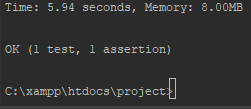 Time: 5.94 seconds, Memory: 8.00MB
OK (1 test, 1 assertion)
C:\xampp\htdocs\project>